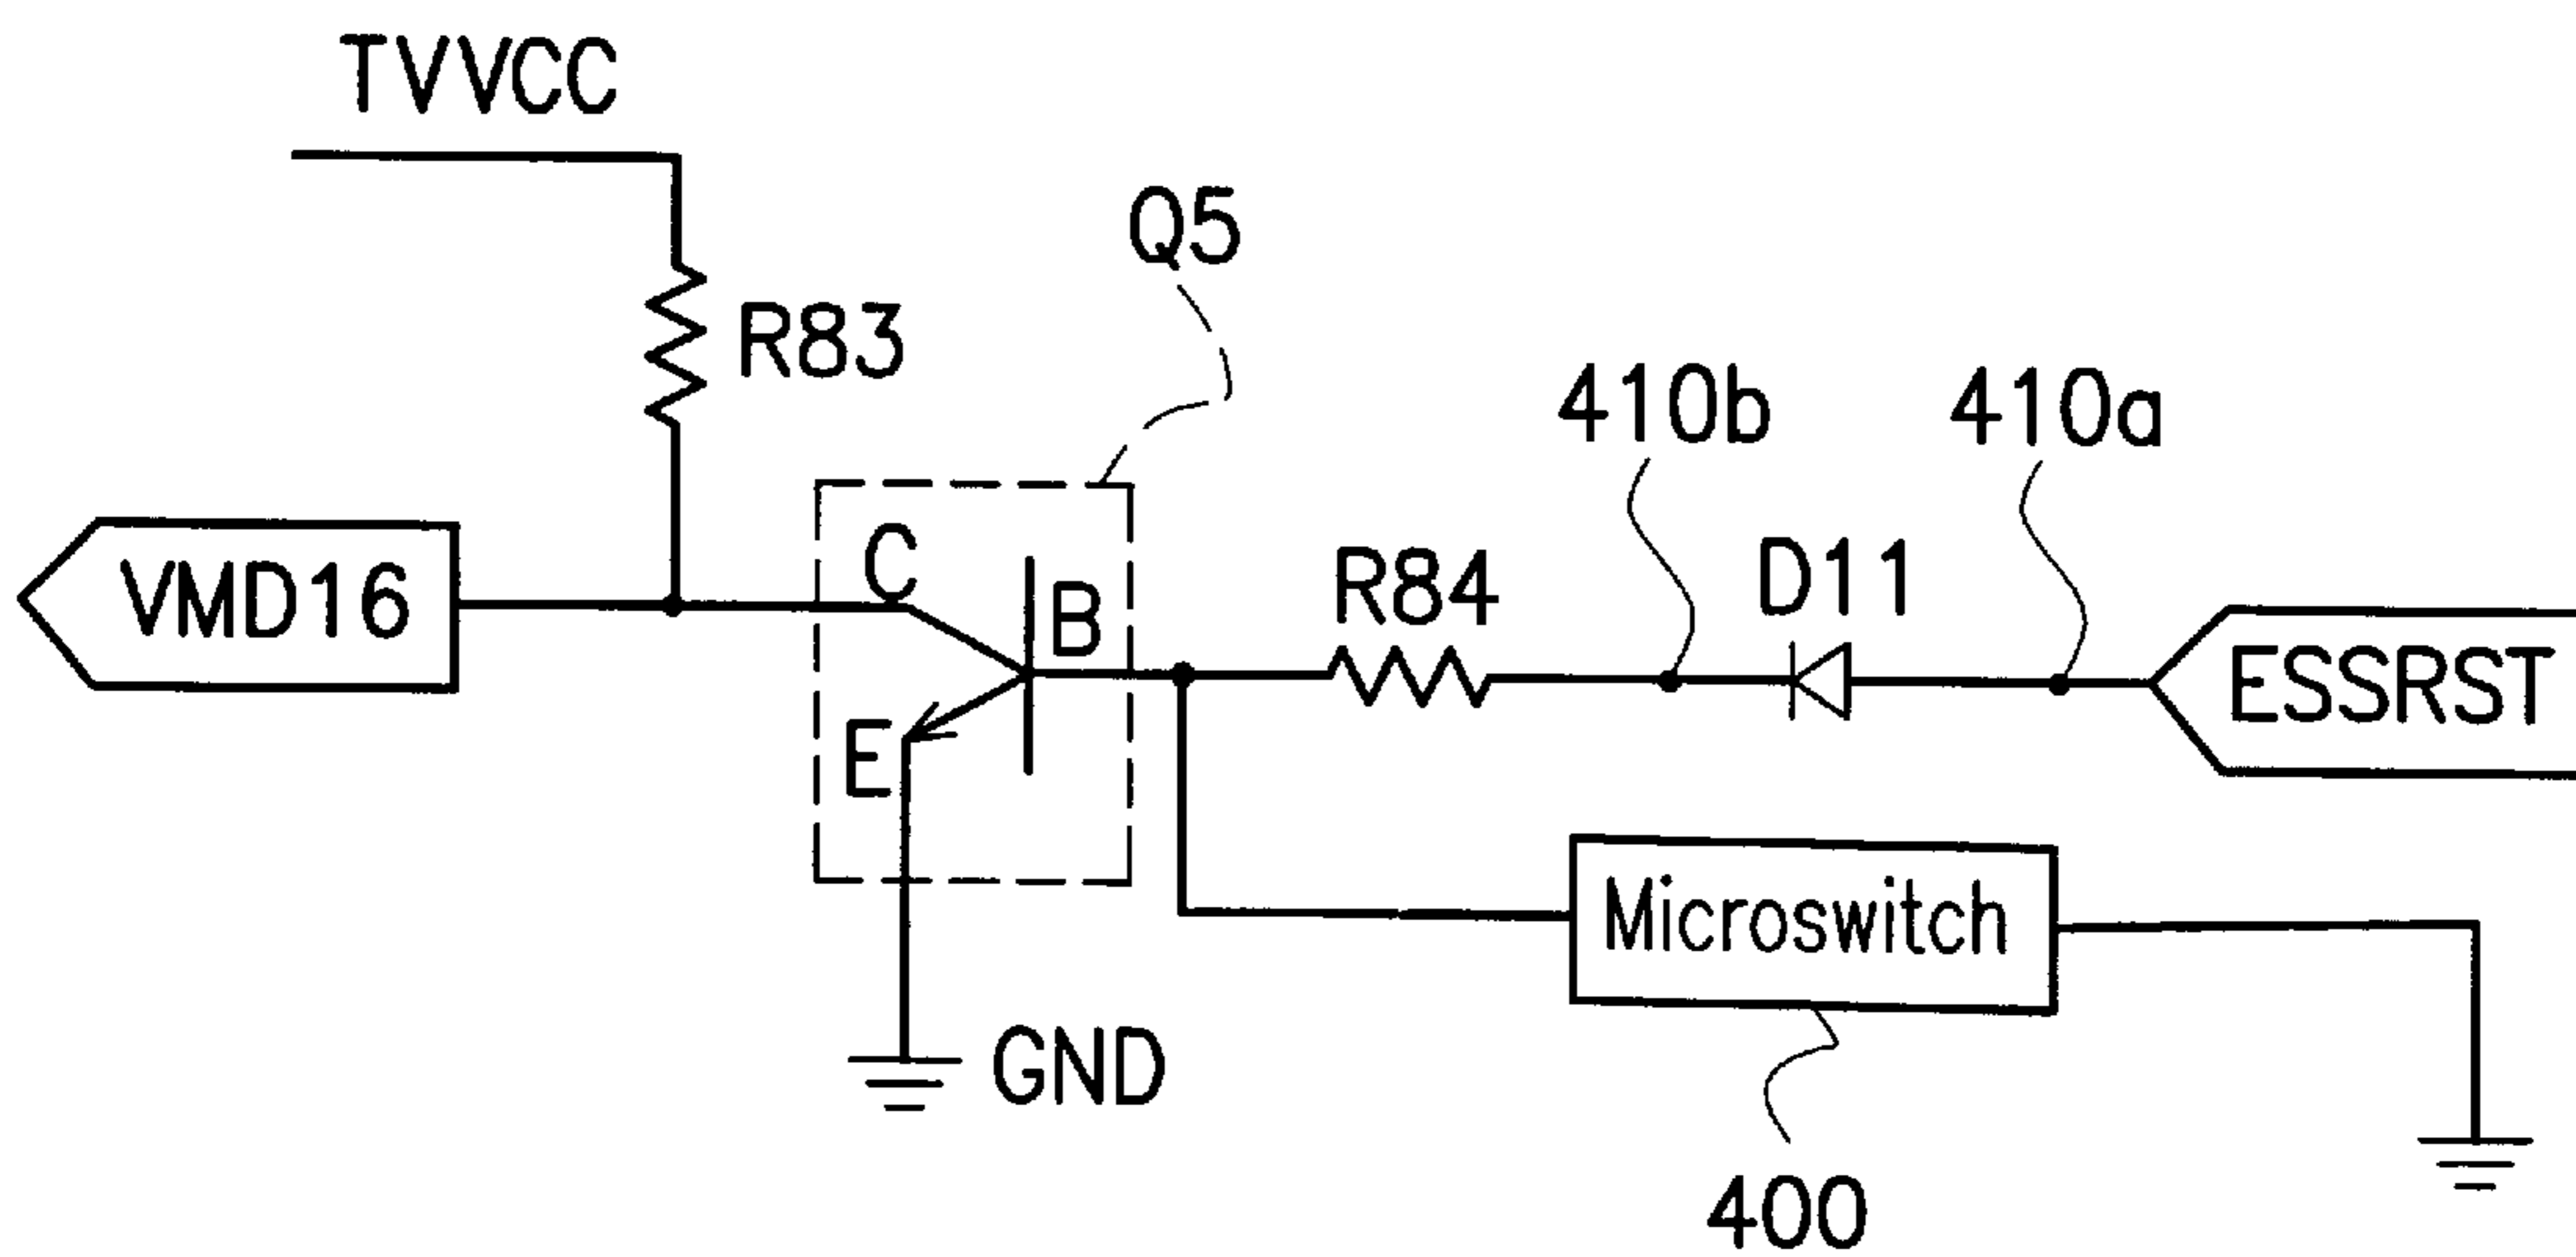 TVVCC
Q5
R83
410b
410a
C
B
R84
D11
VMD16
ESSRST
E
Microswitch
GND
400